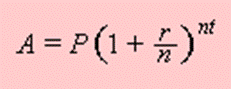 A = P(1 + r/n)^nt